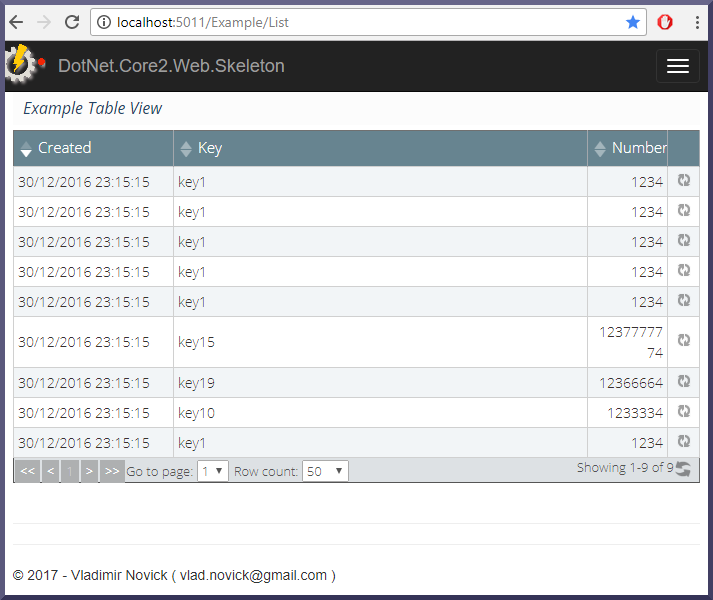 localhost:5011/Example/List
DotNet.Core2.Web.Skeleton
Example Table View
Created Key Number
30/12/2016 23:15:15 key1 1234
30/12/2016 23:15:15 key1 1234
30/12/2016 23:15:15 key1 1234
30/12/2016 23:15:15 key1 1234
30/12/2016 23:15:15 key1 1234
30/12/2016 23:15:15 key15 12377777
74
30/12/2016 23:15:15 key19 12366664
30/12/2016 23:15:15 key10 1233334
30/12/2016 23:15:15 key1 1234
<< < 1 > >> Go to page: 1 Row count: 50 Showing 1-9 of 9
© 2017 - Vladimir Novick ( vlad.novick@gmail.com )